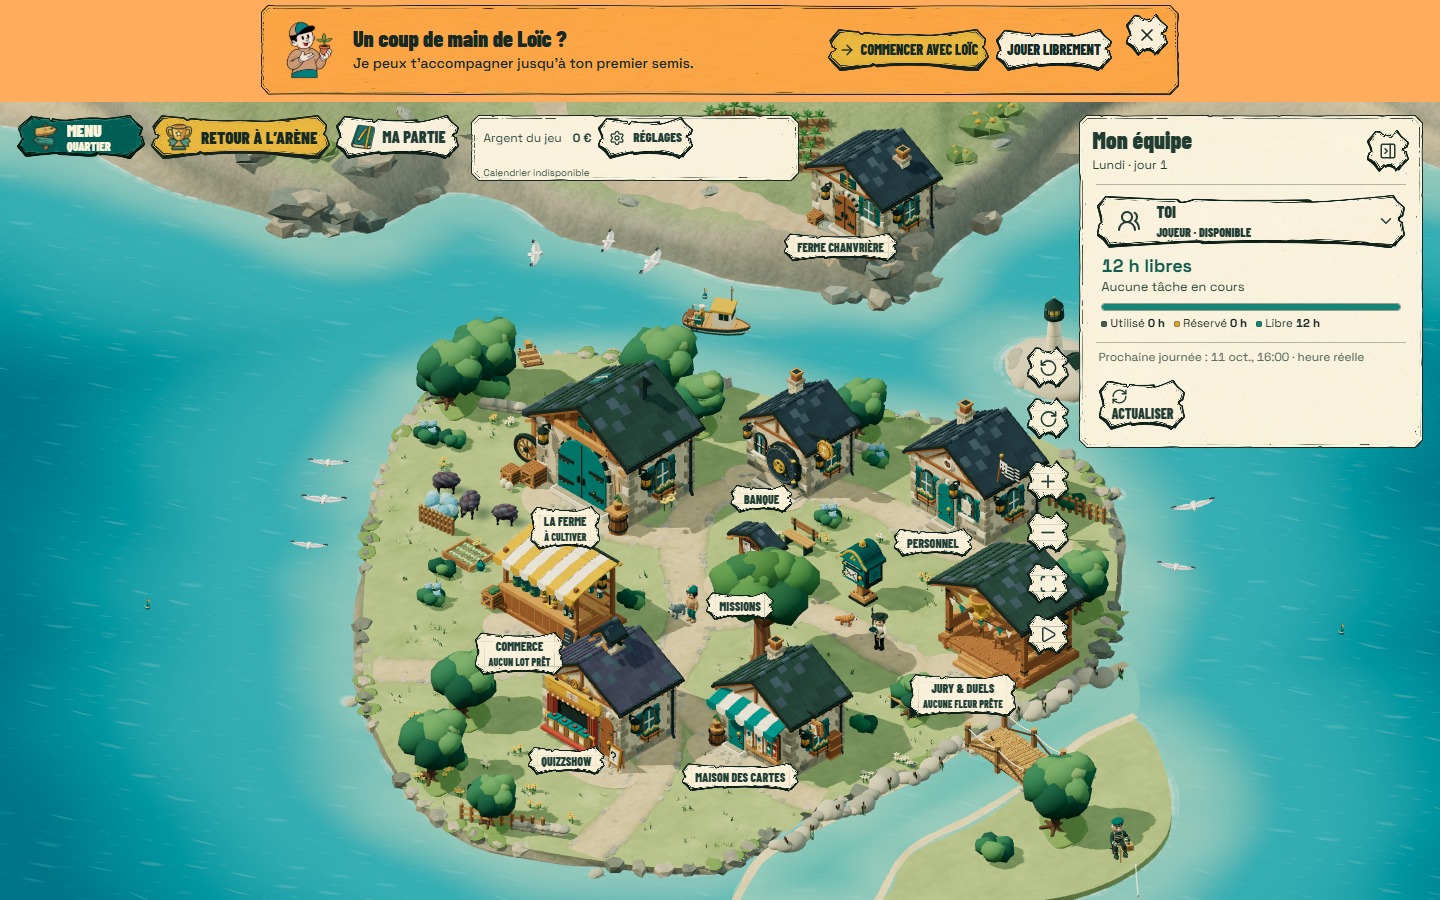 Un coup de main de Loïc ?
Je peux t'accompagner jusqu'à ton premier semis.
COMMENCER AVEC LOÏC
JOUER LIBREMENT
MENU
QUARTIER
RETOUR À L'ARÈNE
MA PARTIE
Argent du jeu 0 €
RÉGLAGES
Calendrier indisponible
Mon équipe
Lundi · jour 1
TOI
JOUEUR · DISPONIBLE
12 h libres
Aucune tâche en cours
Utilisé 0 h Réservé 0 h Libre 12 h
Prochaine journée : 11 oct., 16:00 · heure réelle
ACTUALISER
FERME CHANVRIÈRE
BANQUE
LA FERME
À CULTIVER
PERSONNEL
MISSIONS
COMMERCE
AUCUN LOT PRÊT
JURY & DUELS
AUCUNE FLEUR PRÊTE
QUIZZSHOW
?
MAISON DES CARTES